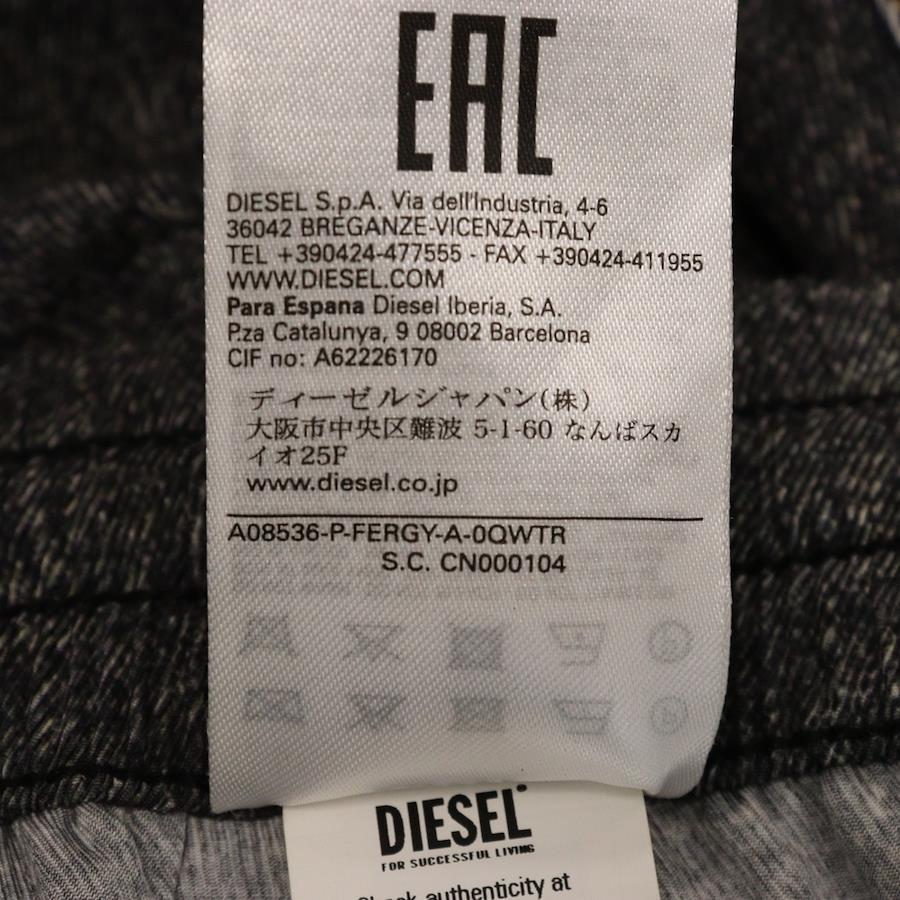 EAC
DIESEL S.p.A. Via dell'Industria, 4-6
36042 BREGANZE-VICENZA-ITALY
TEL +390424-477555 - FAX +390424-411955
WWW.DIESEL.COM
Para Espana Diesel Iberia, S.A.
P.za Catalunya, 9 08002 Barcelona
CIF no: A62226170
ディーゼルジャパン(株)
大阪市中央区難波 5-1-60 なんばスカ
イオ25F
www.diesel.co.jp
A08536-P-FERGY-A-0QWTR
S.C. CN000104
DIESEL
FOR SUCCESSFUL LIVING
Check authenticity at